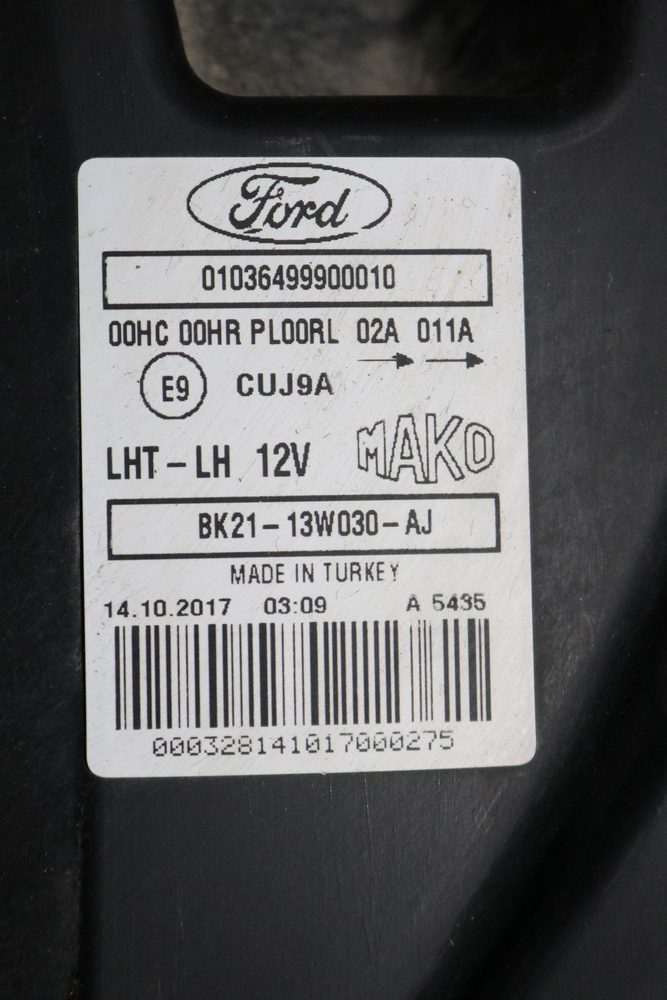 Ford
01036499900010
00HC 00HR PL00RL 02A 011A
E9 CUJ9A
LHT-LH 12V MAKO
BK21-13W030-AJ
MADE IN TURKEY
14.10.2017 03:09 A 5435
000328141017000275